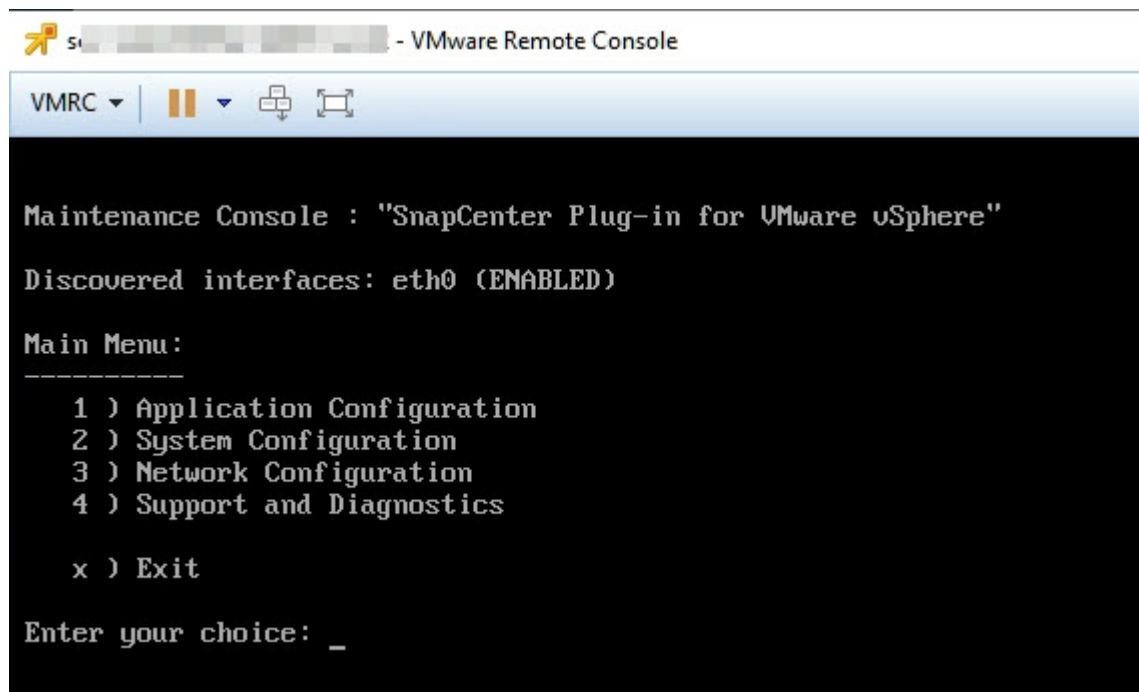 - VMware Remote Console
VMRC
Maintenance Console : "SnapCenter Plug-in for VMware vSphere"
Discovered interfaces: eth0 (ENABLED)
Main Menu:
----------
1 ) Application Configuration
2 ) System Configuration
3 ) Network Configuration
4 ) Support and Diagnostics
x ) Exit
Enter your choice: _